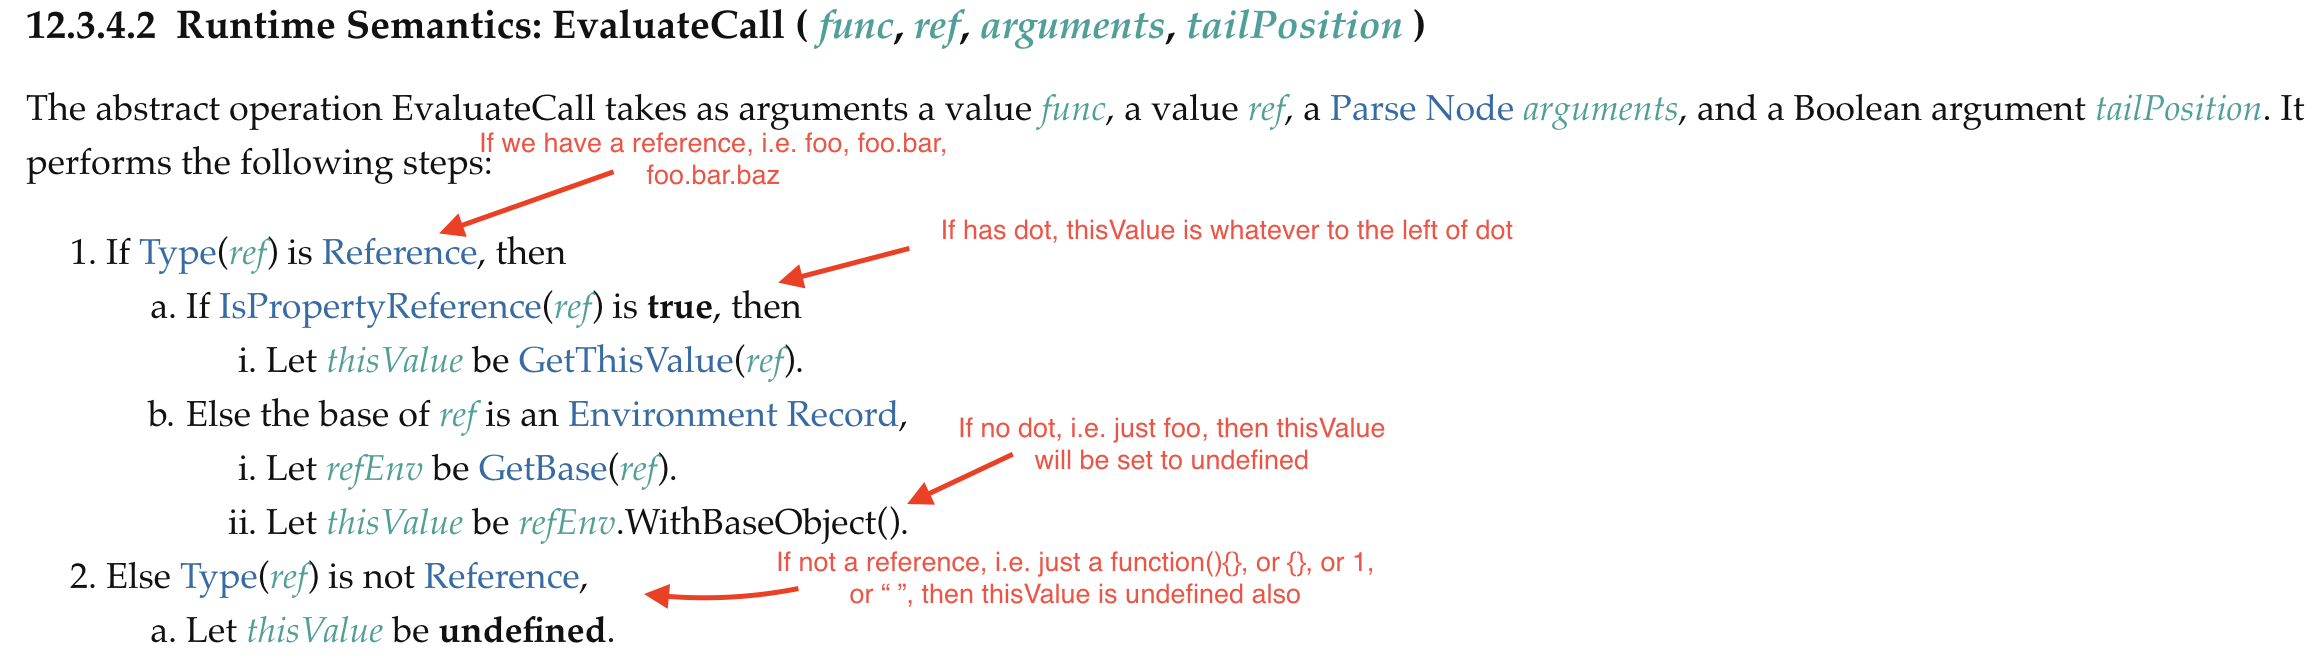 12.3.4.2 Runtime Semantics: EvaluateCall ( func, ref, arguments, tailPosition )
The abstract operation EvaluateCall takes as arguments a value func, a value ref, a Parse Node arguments, and a Boolean argument tailPosition. It
performs the following steps:
If we have a reference, i.e. foo, foo.bar,
foo.bar.baz
If has dot, thisValue is whatever to the left of dot
1. If Type(ref) is Reference, then
a. If IsPropertyReference(ref) is true, then
i. Let thisValue be GetThisValue(ref).
b. Else the base of ref is an Environment Record,
If no dot, i.e. just foo, then thisValue
will be set to undefined
i. Let refEnv be GetBase(ref).
ii. Let thisValue be refEnv.WithBaseObject().
If not a reference, i.e. just a function(){}, or {}, or 1,
or “ ”, then thisValue is undefined also
2. Else Type(ref) is not Reference,
a. Let thisValue be undefined.